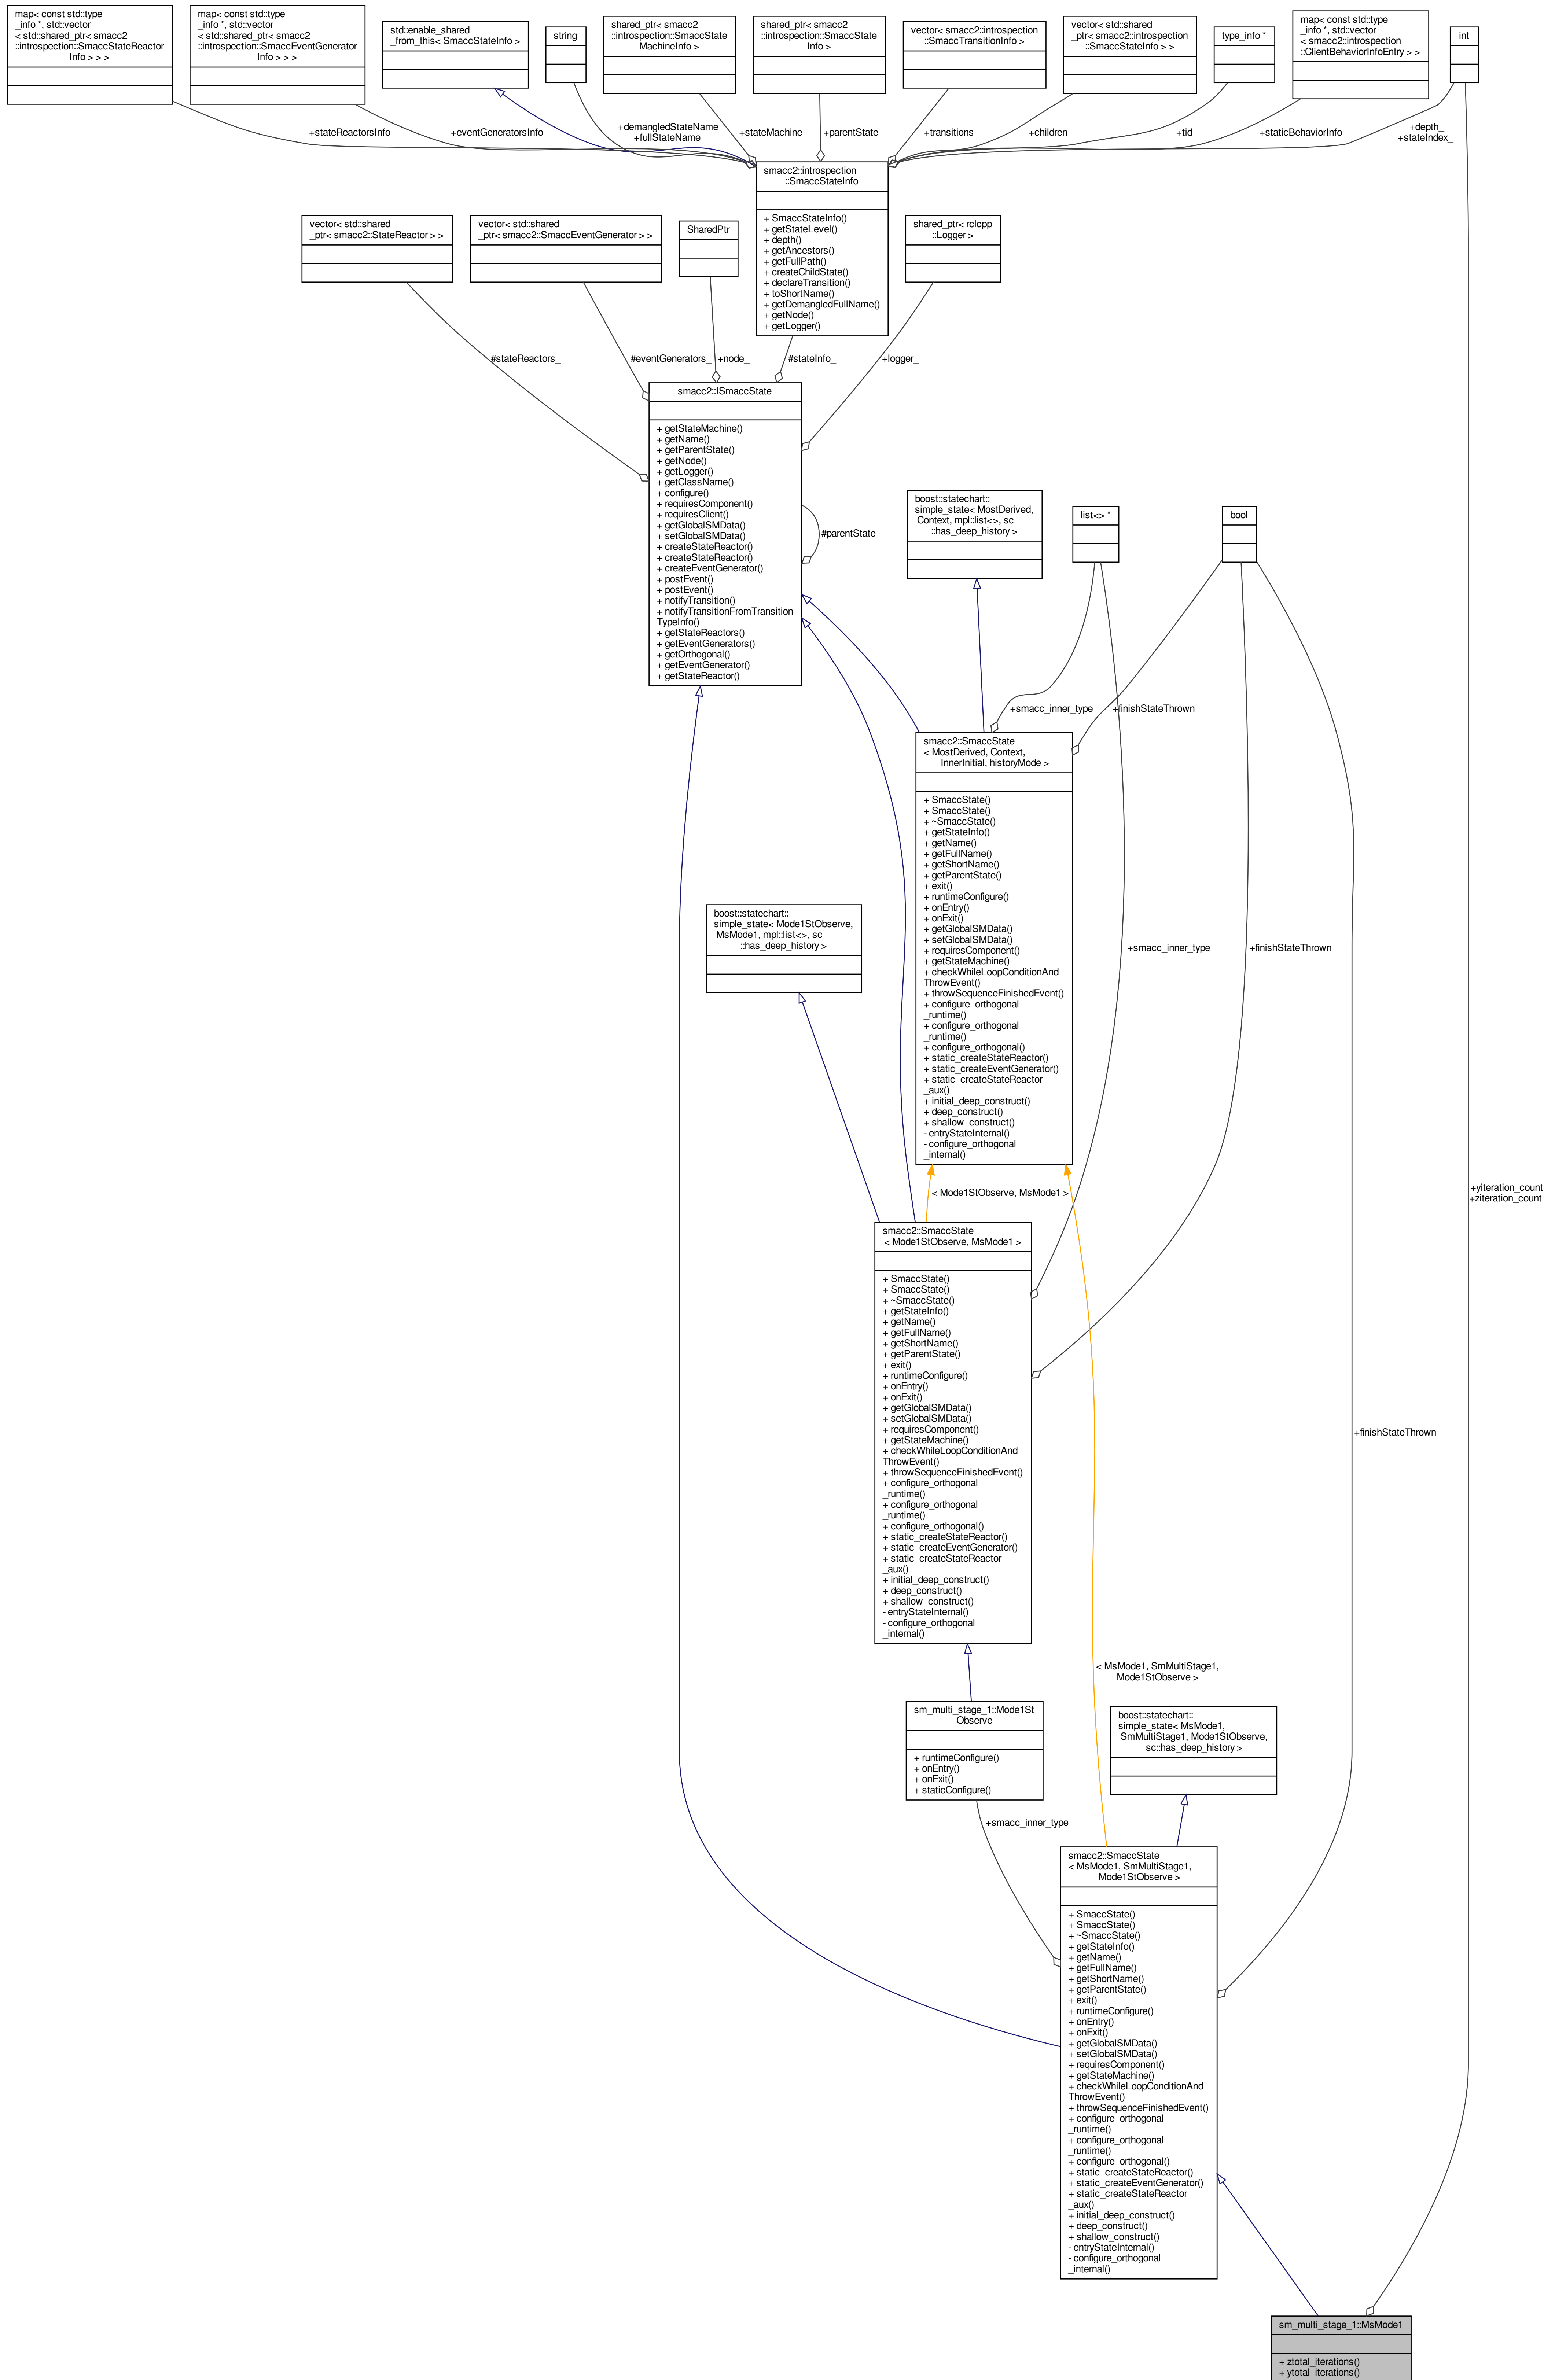 map< const std::type
_info *, std::vector
< std::shared_ptr< smacc2
::introspection::SmaccStateReactor
Info > > >
map< const std::type
_info *, std::vector
< std::shared_ptr< smacc2
::introspection::SmaccEventGenerator
Info > > >
std::enable_shared
_from_this< SmaccStateInfo >
string
shared_ptr< smacc2
::introspection::SmaccState
MachineInfo >
shared_ptr< smacc2
::introspection::SmaccState
Info >
vector< smacc2::introspection
::SmaccTransitionInfo >
vector< std::shared
_ptr< smacc2::introspection
::SmaccStateInfo > >
type_info *
map< const std::type
_info *, std::vector
< smacc2::introspection
::ClientBehaviorInfoEntry > >
int
+stateReactorsInfo
+eventGeneratorsInfo
+demangledStateName
+fullStateName
+stateMachine_
+parentState_
+transitions_
+children_
+tid_
+staticBehaviorInfo
+depth_
+stateIndex_
smacc2::introspection
::SmaccStateInfo
+ SmaccStateInfo()
+ getStateLevel()
+ depth()
+ getAncestors()
+ getFullPath()
+ createChildState()
+ declareTransition()
+ toShortName()
+ getDemangledFullName()
+ getNode()
+ getLogger()
vector< std::shared
_ptr< smacc2::StateReactor > >
vector< std::shared
_ptr< smacc2::SmaccEventGenerator > >
SharedPtr
shared_ptr< rclcpp
::Logger >
#stateReactors_
#eventGenerators_
+node_
#stateInfo_
+logger_
smacc2::ISmaccState
+ getStateMachine()
+ getName()
+ getParentState()
+ getNode()
+ getLogger()
+ getClassName()
+ configure()
+ requiresComponent()
+ requiresClient()
+ getGlobalSMData()
+ setGlobalSMData()
+ createStateReactor()
+ createStateReactor()
+ createEventGenerator()
+ postEvent()
+ postEvent()
+ notifyTransition()
+ notifyTransitionFromTransition
TypeInfo()
+ getStateReactors()
+ getEventGenerators()
+ getOrthogonal()
+ getEventGenerator()
+ getStateReactor()
#parentState_
boost::statechart::
simple_state< MostDerived,
Context, mpl::list<>, sc
::has_deep_history >
list<> *
bool
+smacc_inner_type
+finishStateThrown
smacc2::SmaccState
< MostDerived, Context,
InnerInitial, historyMode >
+ SmaccState()
+ SmaccState()
+ ~SmaccState()
+ getStateInfo()
+ getName()
+ getFullName()
+ getShortName()
+ getParentState()
+ exit()
+ runtimeConfigure()
+ onEntry()
+ onExit()
+ getGlobalSMData()
+ setGlobalSMData()
+ requiresComponent()
+ getStateMachine()
+ checkWhileLoopConditionAnd
ThrowEvent()
+ throwSequenceFinishedEvent()
+ configure_orthogonal
_runtime()
+ configure_orthogonal
_runtime()
+ configure_orthogonal()
+ static_createStateReactor()
+ static_createEventGenerator()
+ static_createStateReactor
_aux()
+ initial_deep_construct()
+ deep_construct()
+ shallow_construct()
- entryStateInternal()
- configure_orthogonal
_internal()
boost::statechart::
simple_state< Mode1StObserve,
MsMode1, mpl::list<>, sc
::has_deep_history >
+smacc_inner_type
+finishStateThrown
< Mode1StObserve, MsMode1 >
+yiteration_count
+ziteration_count
smacc2::SmaccState
< Mode1StObserve, MsMode1 >
+ SmaccState()
+ SmaccState()
+ ~SmaccState()
+ getStateInfo()
+ getName()
+ getFullName()
+ getShortName()
+ getParentState()
+ exit()
+ runtimeConfigure()
+ onEntry()
+ onExit()
+ getGlobalSMData()
+ setGlobalSMData()
+ requiresComponent()
+ getStateMachine()
+ checkWhileLoopConditionAnd
ThrowEvent()
+ throwSequenceFinishedEvent()
+ configure_orthogonal
_runtime()
+ configure_orthogonal
_runtime()
+ configure_orthogonal()
+ static_createStateReactor()
+ static_createEventGenerator()
+ static_createStateReactor
_aux()
+ initial_deep_construct()
+ deep_construct()
+ shallow_construct()
- entryStateInternal()
- configure_orthogonal
_internal()
+finishStateThrown
< MsMode1, SmMultiStage1,
Mode1StObserve >
sm_multi_stage_1::Mode1St
Observe
+ runtimeConfigure()
+ onEntry()
+ onExit()
+ staticConfigure()
boost::statechart::
simple_state< MsMode1,
SmMultiStage1, Mode1StObserve,
sc::has_deep_history >
+smacc_inner_type
smacc2::SmaccState
< MsMode1, SmMultiStage1,
Mode1StObserve >
+ SmaccState()
+ SmaccState()
+ ~SmaccState()
+ getStateInfo()
+ getName()
+ getFullName()
+ getShortName()
+ getParentState()
+ exit()
+ runtimeConfigure()
+ onEntry()
+ onExit()
+ getGlobalSMData()
+ setGlobalSMData()
+ requiresComponent()
+ getStateMachine()
+ checkWhileLoopConditionAnd
ThrowEvent()
+ throwSequenceFinishedEvent()
+ configure_orthogonal
_runtime()
+ configure_orthogonal
_runtime()
+ configure_orthogonal()
+ static_createStateReactor()
+ static_createEventGenerator()
+ static_createStateReactor
_aux()
+ initial_deep_construct()
+ deep_construct()
+ shallow_construct()
- entryStateInternal()
- configure_orthogonal
_internal()
sm_multi_stage_1::MsMode1
+ ztotal_iterations()
+ ytotal_iterations()